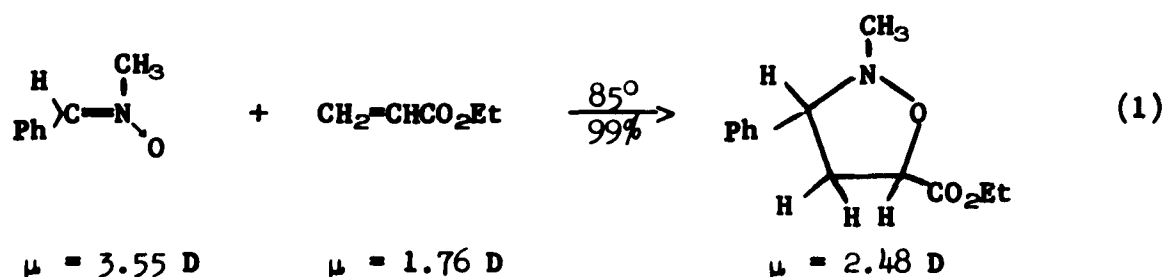 H CH₃
Ph C=N O + CH₂=CHCO₂Et 85° 99% CH₃ H N O Ph H H H CO₂Et (1)
μ = 3.55 D μ = 1.76 D μ = 2.48 D